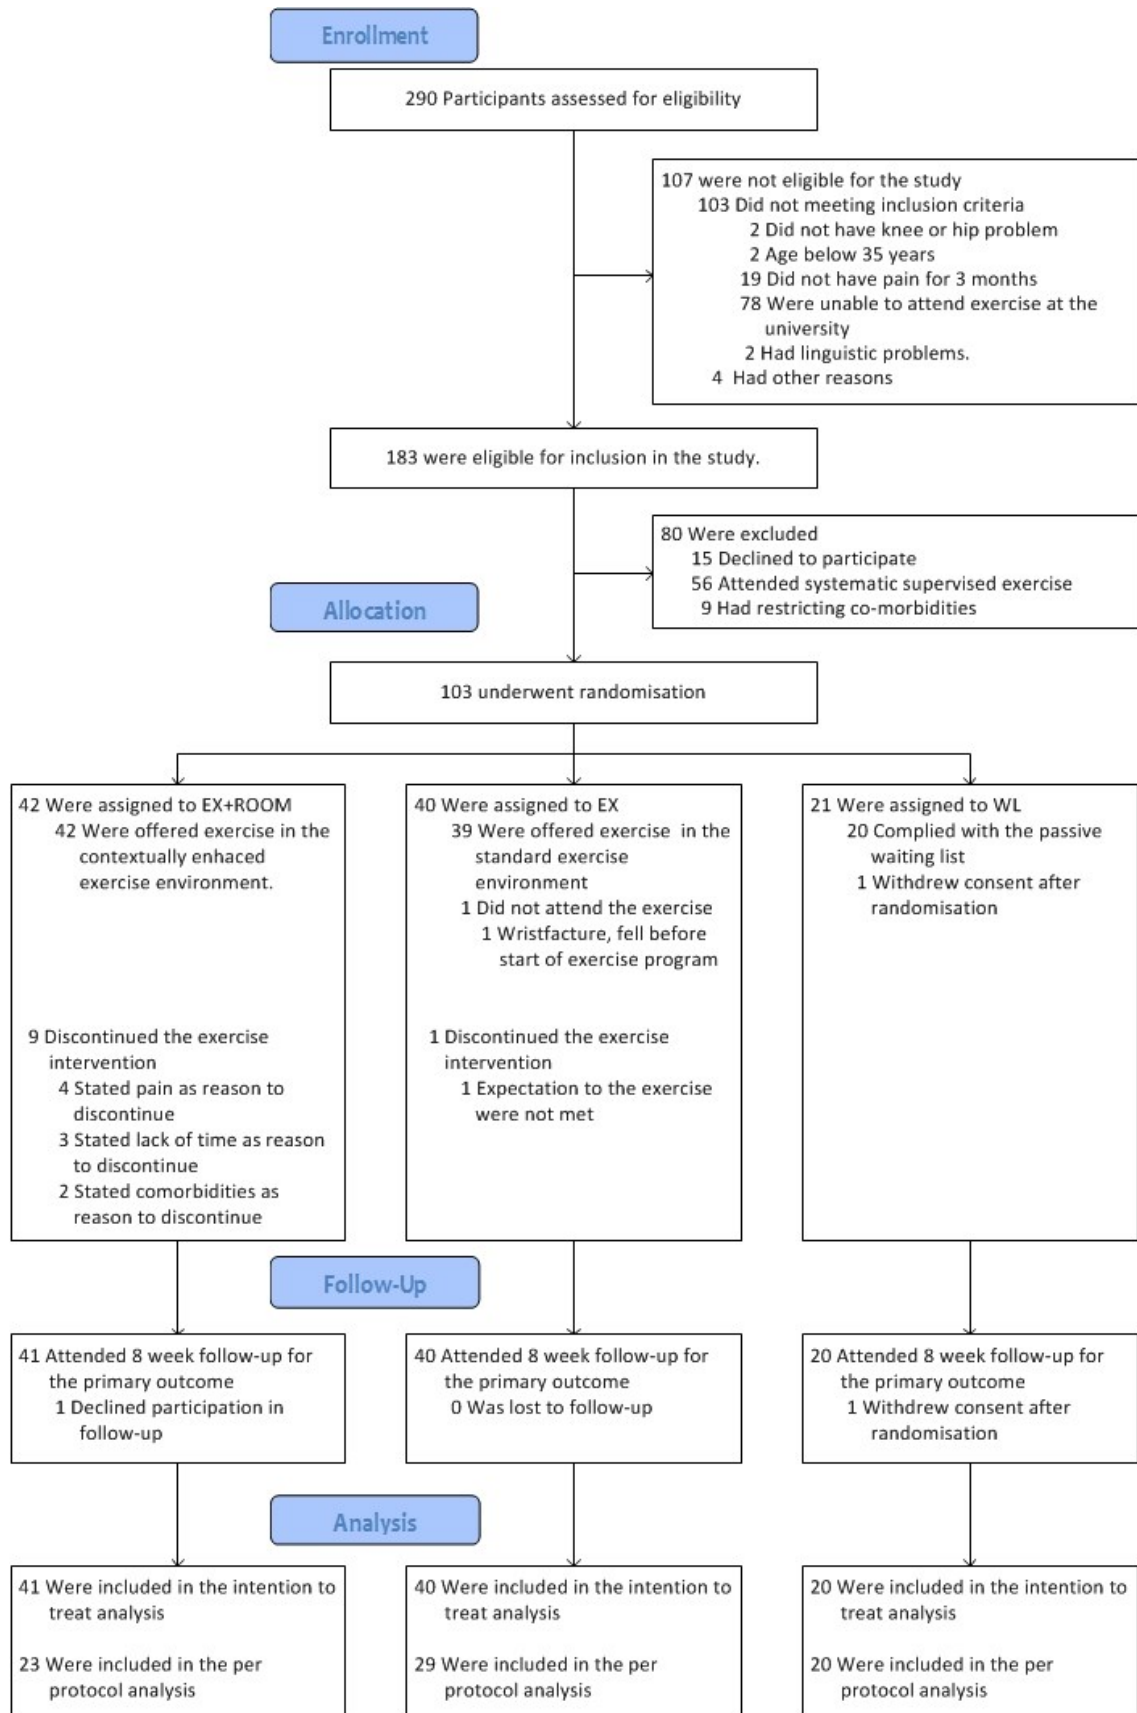 Enrollment
290 Participants assessed for eligibility
107 were not eligible for the study
103 Did not meeting inclusion criteria
2 Did not have knee or hip problem
2 Age below 35 years
19 Did not have pain for 3 months
78 Were unable to attend exercise at the
university
2 Had linguistic problems.
4 Had other reasons
183 were eligible for inclusion in the study.
80 Were excluded
15 Declined to participate
56 Attended systematic supervised exercise
9 Had restricting co-morbidities
Allocation
103 underwent randomisation
42 Were assigned to EX+ROOM
42 Were offered exercise in the
contextually enhaced
exercise environment.
9 Discontinued the exercise
intervention
4 Stated pain as reason to
discontinue
3 Stated lack of time as reason
to discontinue
2 Stated comorbidities as
reason to discontinue
40 Were assigned to EX
39 Were offered exercise in the
standard exercise
environment
1 Did not attend the exercise
1 Wristfacture, fell before
start of exercise program
1 Discontinued the exercise
intervention
1 Expectation to the exercise
were not met
21 Were assigned to WL
20 Complied with the passive
waiting list
1 Withdrew consent after
randomisation
Follow-Up
41 Attended 8 week follow-up for
the primary outcome
1 Declined participation in
follow-up
40 Attended 8 week follow-up for
the primary outcome
0 Was lost to follow-up
20 Attended 8 week follow-up for
the primary outcome
1 Withdrew consent after
randomisation
Analysis
41 Were included in the intention to
treat analysis
23 Were included in the per
protocol analysis
40 Were included in the intention to
treat analysis
29 Were included in the per
protocol analysis
20 Were included in the intention to
treat analysis
20 Were included in the per
protocol analysis